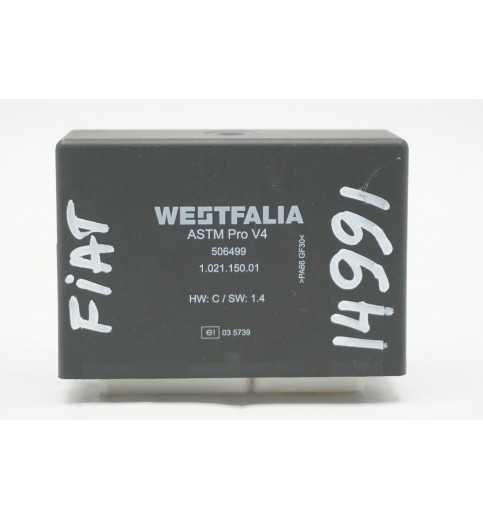 FiAT
WESTFALIA
ASTM Pro V4
506499
1.021.150.01
HW: C / SW: 1.4
e1 03 5739
>PA66 GF30<
14991